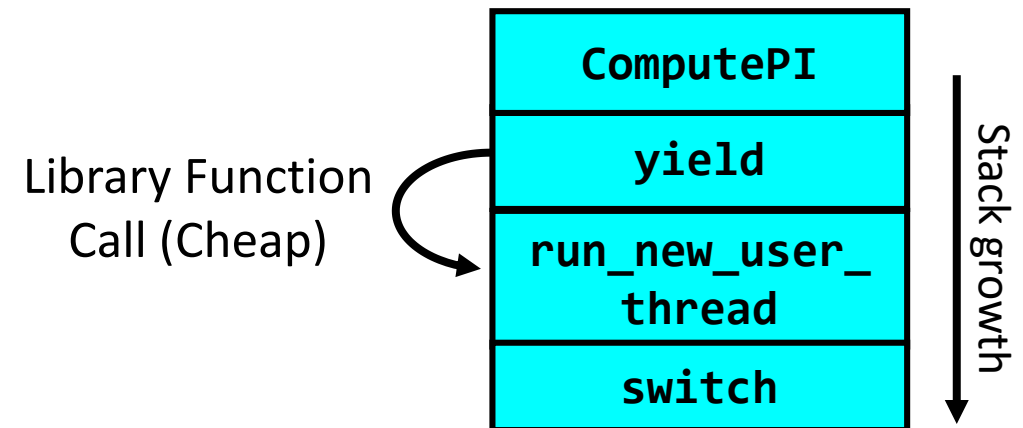 ComputePI
yield
Library Function
Call (Cheap)
run_new_user_
thread
switch
Stack growth